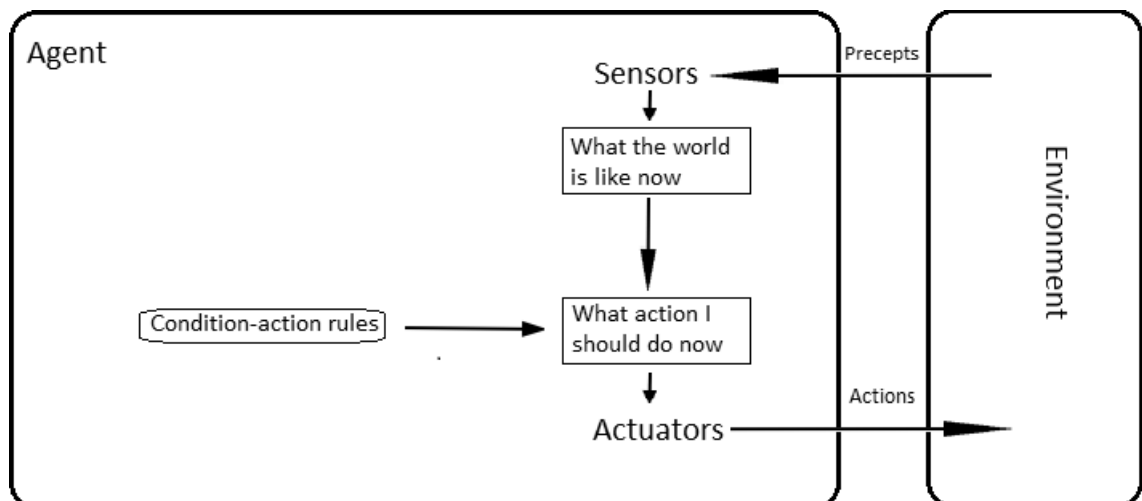 Agent
Precepts
Sensors
What the world
is like now
Environment
Condition-action rules
What action I
should do now
Actions
Actuators